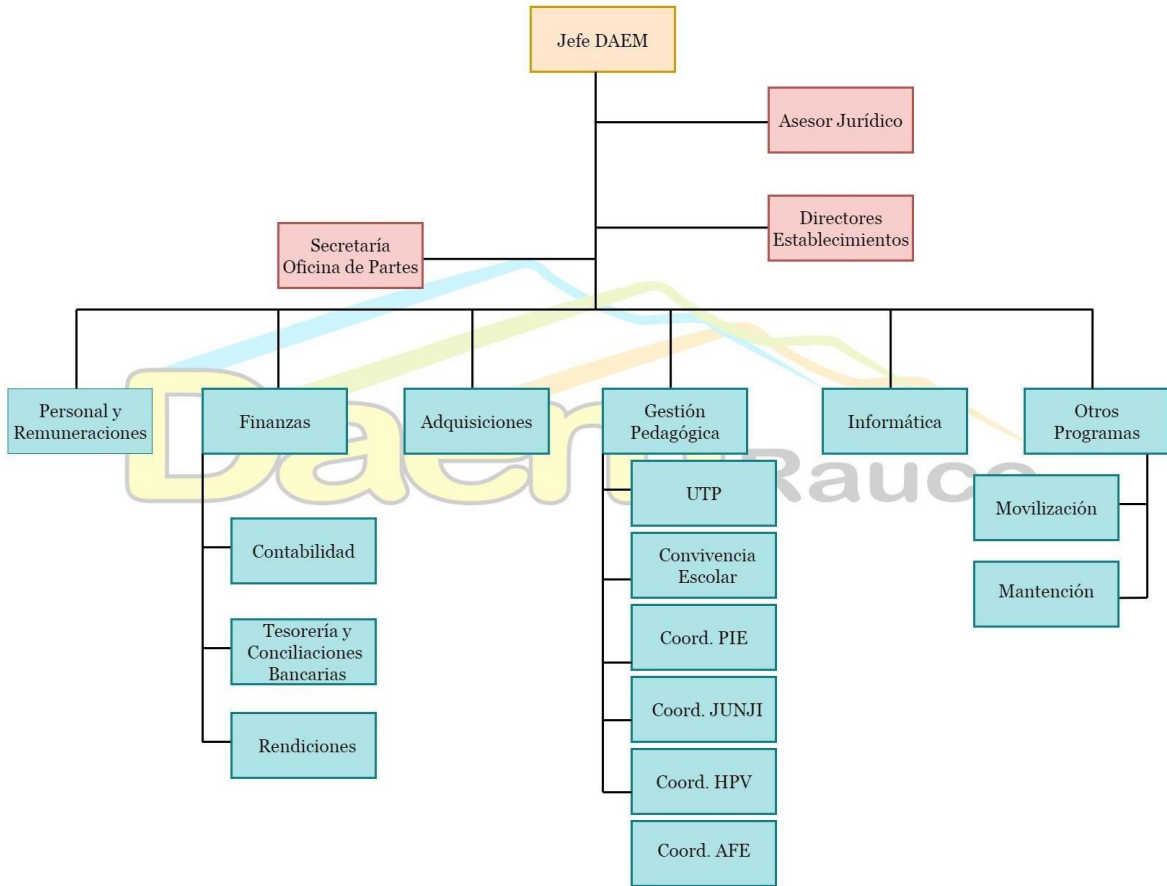 Jefe DAEM
Asesor Jurídico
Directores
Establecimientos
Secretaría
Oficina de Partes
Personal y
Remuneraciones
Finanzas
Adquisiciones
Gestión
Pedagógica
Informática
Otros
Programas
Daem
Rauco
Contabilidad
Tesorería y
Conciliaciones
Bancarias
Rendiciones
UTP
Convivencia
Escolar
Coord. PIE
Coord. JUNJI
Coord. HPV
Coord. AFE
Movilización
Mantención